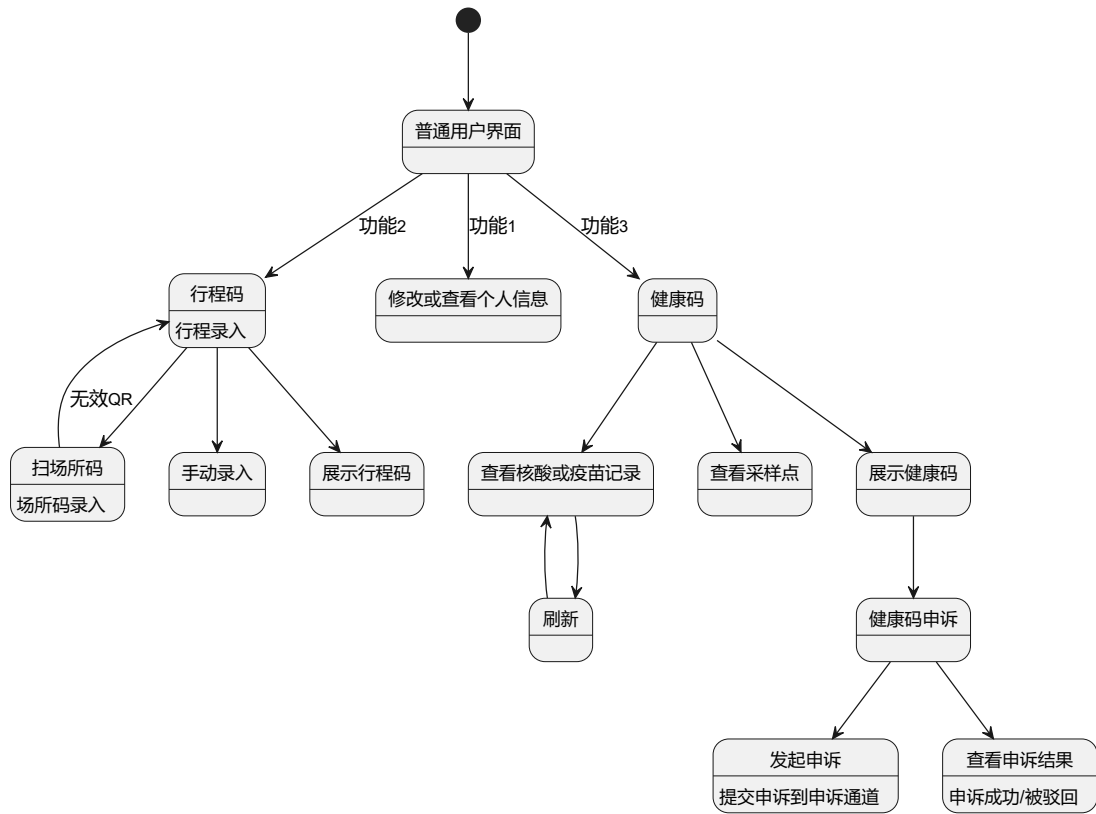 普通用户界面
功能2
功能1
功能3
行程码
行程录入
修改或查看个人信息
健康码
无效QR
扫场所码
场所码录入
手动录入
展示行程码
查看核酸或疫苗记录
查看采样点
展示健康码
刷新
健康码申诉
发起申诉
提交申诉到申诉通道
查看申诉结果
申诉成功/被驳回